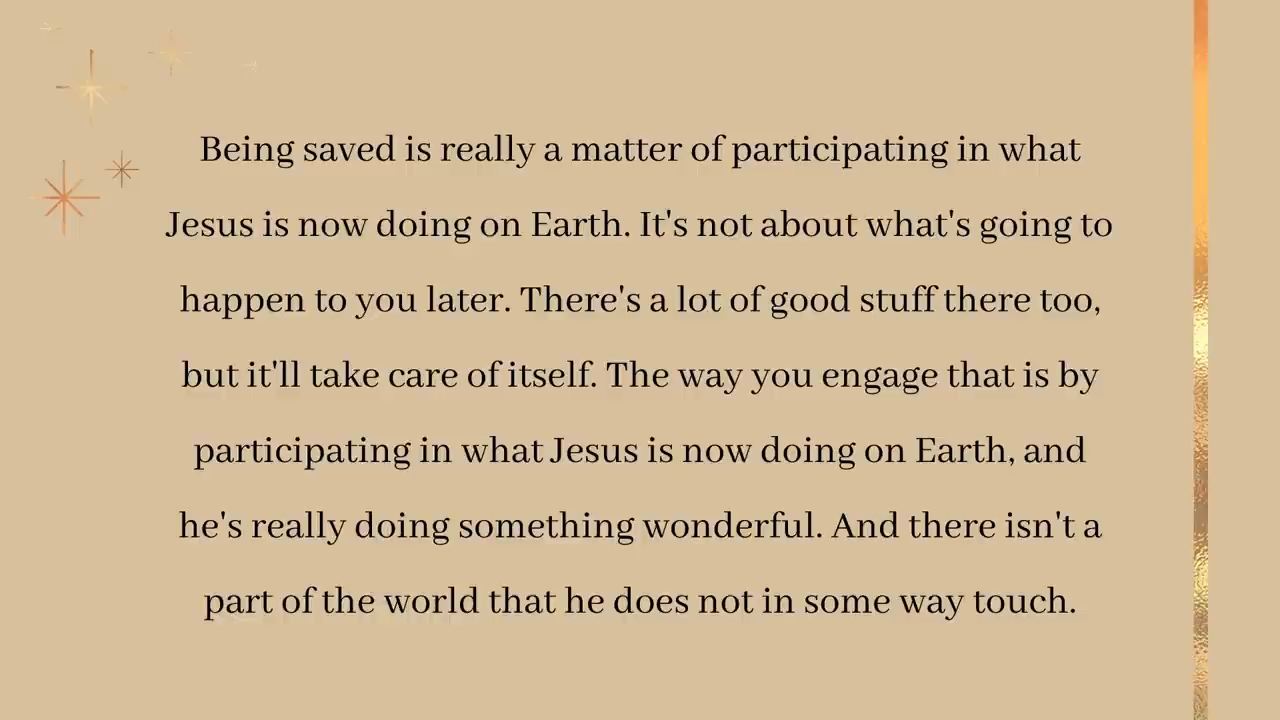 Being saved is really a matter of participating in what
Jesus is now doing on Earth. It's not about what's going to
happen to you later. There's a lot of good stuff there too,
but it'll take care of itself. The way you engage that is by
participating in what Jesus is now doing on Earth, and
he's really doing something wonderful. And there isn't a
part of the world that he does not in some way touch.